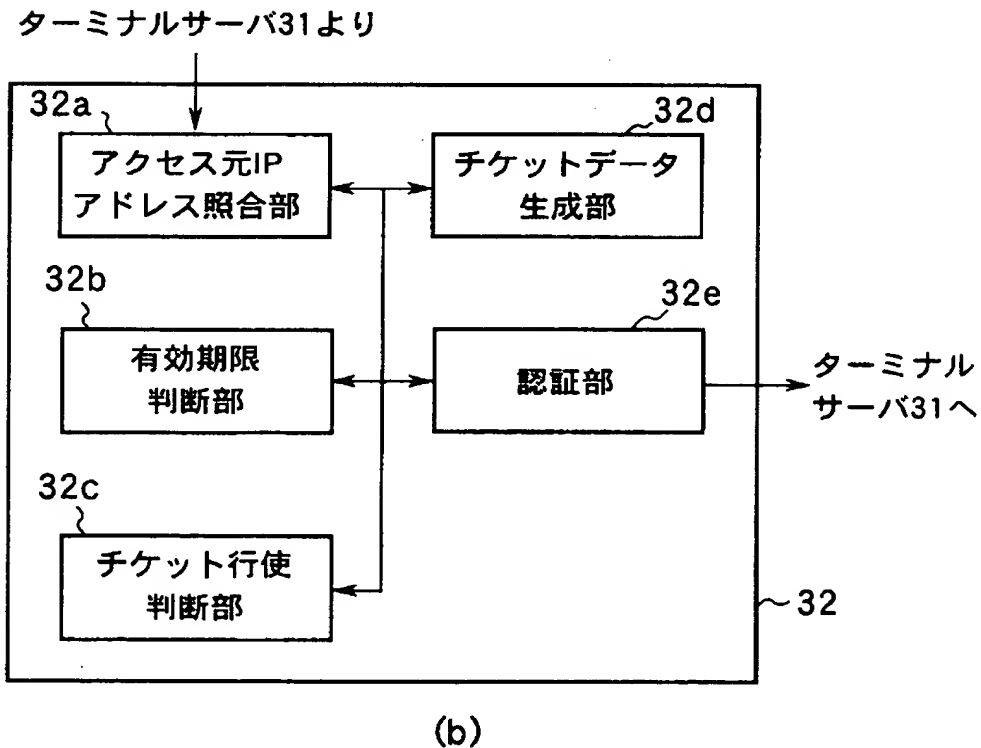 ターミナルサーバ31より
32a
アクセス元IP
アドレス照合部
32d
チケットデータ
生成部
32b
有効期限
判断部
32e
認証部
ターミナル
サーバ31へ
32c
チケット行使
判断部
32
(b)